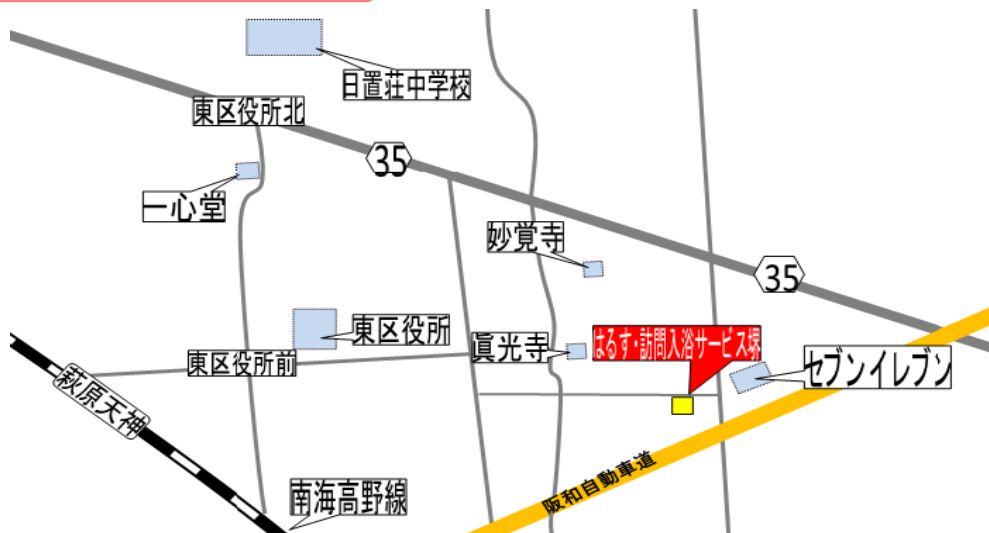 日置荘中学校
東区役所北
35
一心堂
妙覚寺
35
東区役所
眞光寺
はるす・訪問入浴サービス堺
東区役所前
セブンイレブン
萩原天神
阪和自動車道
南海高野線